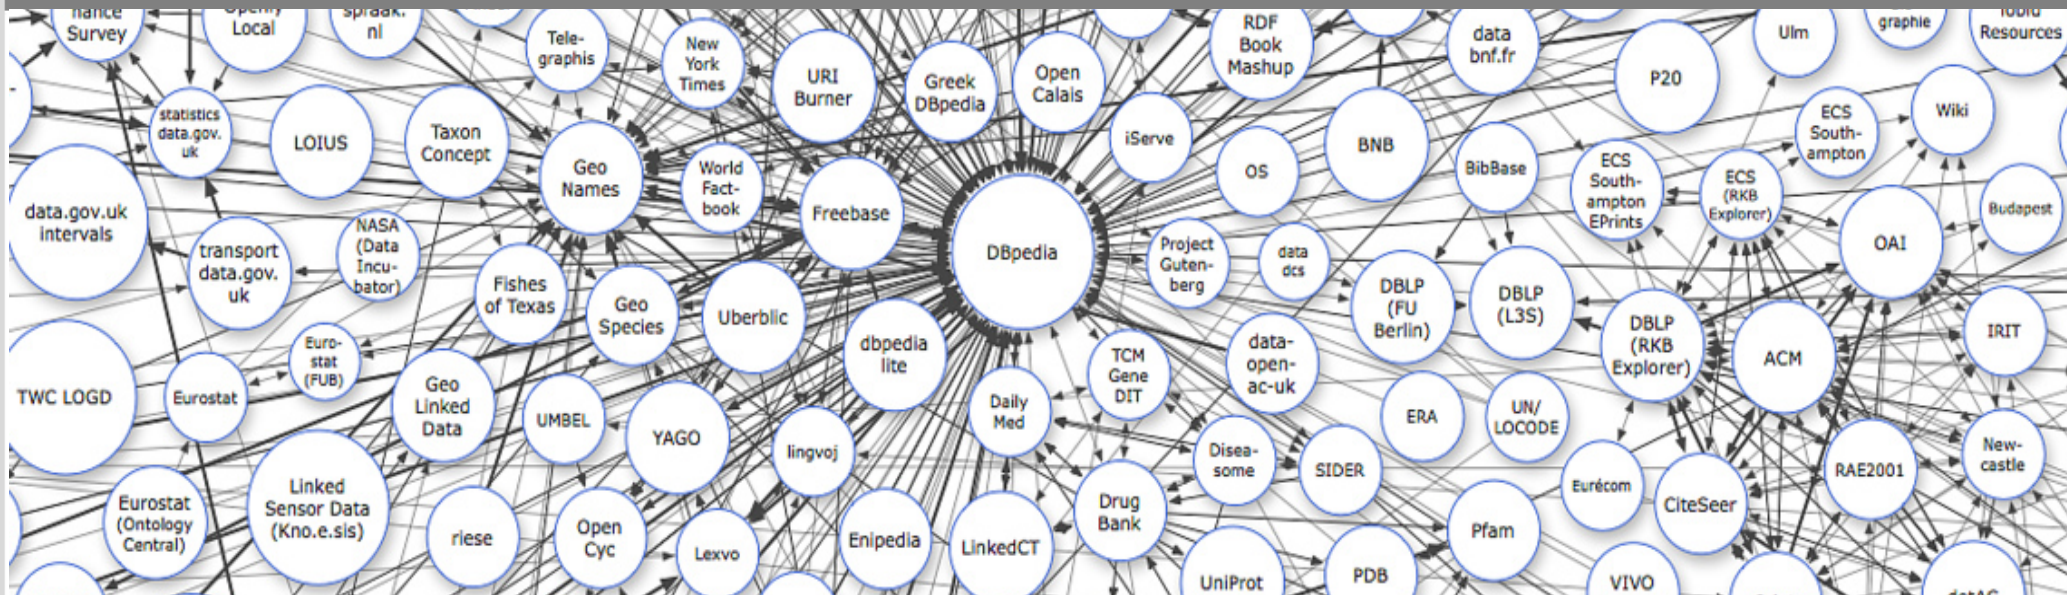 nance
Survey
Openly
Local
spraak.
nl
Tele-
graphis
New
York
Times
URI
Burner
Greek
DBpedia
Open
Calais
RDF
Book
Mashup
data
bnf.fr
P20
Ulm
graphie
lobid
Resources
statistics
data.gov.
uk
LOIUS
Taxon
Concept
Geo
Names
World
Fact-
book
Freebase
DBpedia
iServe
OS
BNB
BibBase
ECS
South-
ampton
EPrints
ECS
(RKB
Explorer)
ECS
South-
ampton
Wiki
data.gov.uk
intervals
transport
data.gov.
uk
NASA
(Data
Incu-
bator)
Fishes
of Texas
Geo
Species
Uberblic
dbpedia
lite
Project
Guten-
berg
data
dcs
DBLP
(FU
Berlin)
DBLP
(L3S)
DBLP
(RKB
Explorer)
ACM
OAI
Budapest
IRIT
TWC LOGD
Eurostat
Euro-
stat
(FUB)
Geo
Linked
Data
UMBEL
YAGO
lingvoj
Daily
Med
TCM
Gene
DIT
data-
open-
ac-uk
ERA
UN/
LOCODE
Eurostat
(Ontology
Central)
Linked
Sensor Data
(Kno.e.sis)
riese
Open
Cyc
Lexvo
Enipedia
LinkedCT
Drug
Bank
Disea-
some
SIDER
UniProt
PDB
Pfam
Eurécom
VIVO
CiteSeer
RAE2001
New-
castle